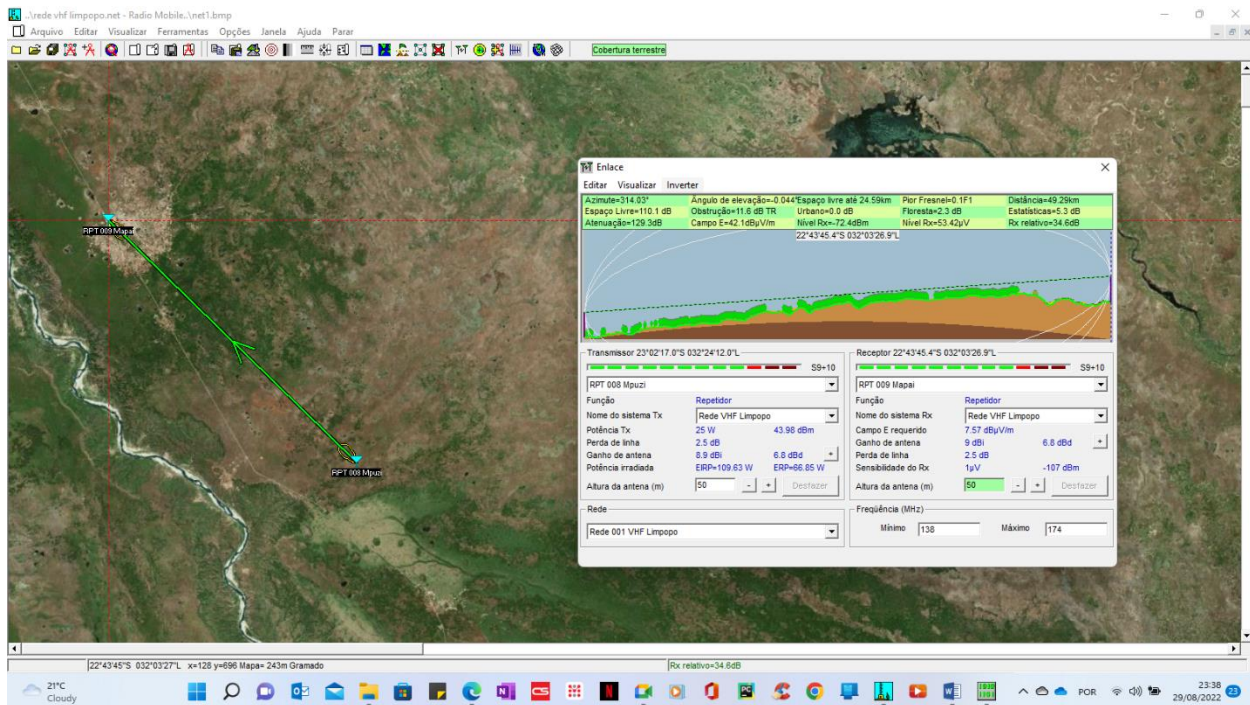 ..\rede vhf limpopo.net - Radio Mobile..\net1.bmp
Arquivo Editar Visualizar Ferramentas Opções Janela Ajuda Parar
Cobertura terrestre
RPT 009 Mapai
RPT 008 Mpuzi
Enlace
Editar Visualizar Inverter
Azimute=314.03° Ângulo de elevação=-0.044° Espaço livre até 24.59km Pior Fresnel=0.1F1 Distância=49.29km
Espaço Livre=110.1 dB Obstrução=11.6 dB TR Urbano=0.0 dB Floresta=2.3 dB Estatísticas=5.3 dB
Atenuação=129.3dB Campo E=42.1dBµV/m Nível Rx=-72.4dBm Nível Rx=53.42µV Rx relativo=34.6dB
22°43'45.4"S 032°03'26.9"L
Transmissor 23°02'17.0"S 032°24'12.0"L
S9+10
RPT 008 Mpuzi
Função Repetidor
Nome do sistema Tx Rede VHF Limpopo
Potência Tx 25 W 43.98 dBm
Perda de linha 2.5 dB
Ganho de antena 8.9 dBi 6.8 dBd +
Potência irradiada EIRP=109.63 W ERP=66.85 W
Altura da antena (m) 50 - + Desfazer
Rede
Rede 001 VHF Limpopo
Receptor 22°43'45.4"S 032°03'26.9"L
S9+10
RPT 009 Mapai
Função Repetidor
Nome do sistema Rx Rede VHF Limpopo
Campo E requerido 7.57 dBµV/m
Ganho de antena 9 dBi 6.8 dBd +
Perda de linha 2.5 dB
Sensibilidade do Rx 1µV -107 dBm
Altura da antena (m) 50 - + Desfazer
Freqüência (MHz)
Mínimo 138 Máximo 174
22°43'45"S 032°03'27"L x=128 y=696 Mapa= 243m Gramado
Rx relativo=34.6dB
21°C
Cloudy
POR
23:38
29/08/2022
23